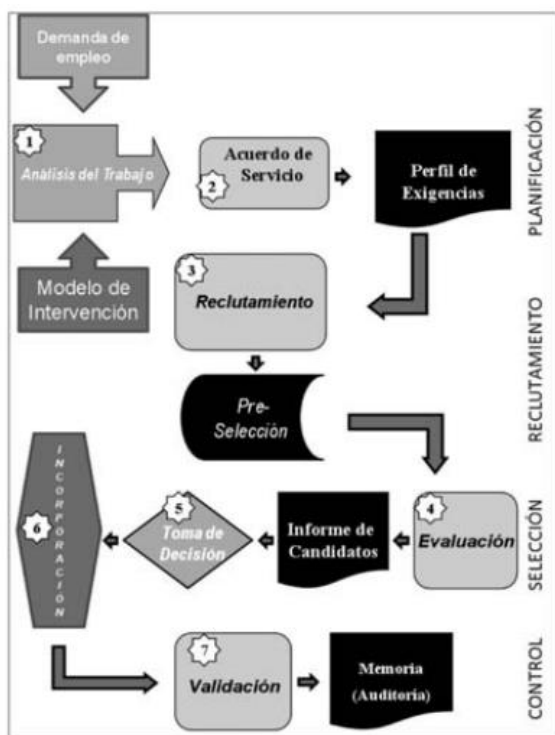 Demanda de
empleo
1
Análisis del Trabajo
Acuerdo de
Servicio
2
Perfil de
Exigencias
PLANIFICACIÓN
Modelo de
Intervención
3
Reclutamiento
Pre-
Selección
RECLUTAMIENTO
INCORPORACIÓN
6
5
Toma de
Decisión
Informe de
Candidatos
4
Evaluación
SELECCIÓN
7
Validación
Memoria
(Auditoría)
CONTROL